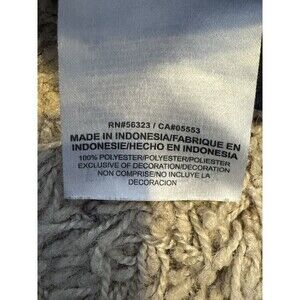 RN#56323 / CA#05553
MADE IN INDONESIA/FABRIQUE EN
INDONESIE/HECHO EN INDONESIA
100% POLYESTER/POLYESTER/POLIESTER
EXCLUSIVE OF DECORATION/DECORATION
NON COMPRISE/NO INCLUYE LA
DECORACION